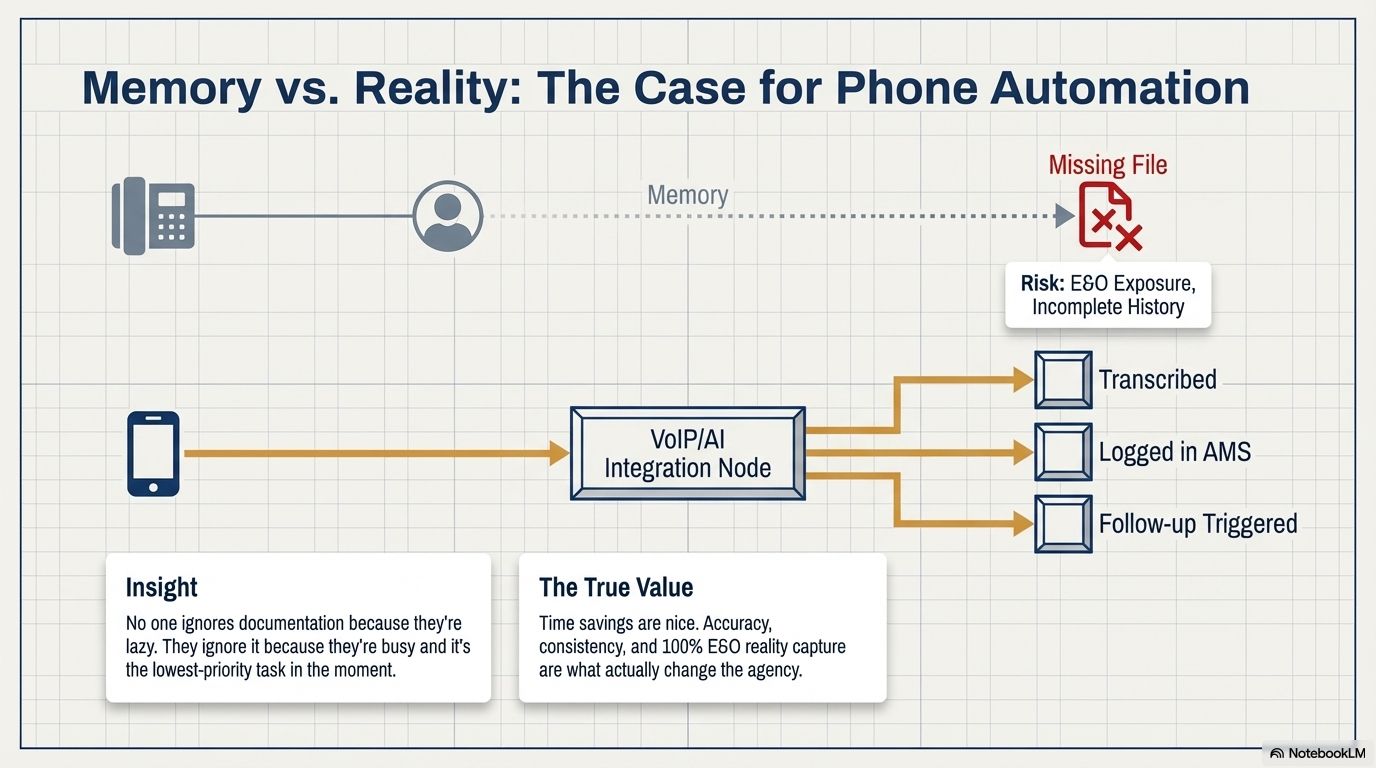 Memory vs. Reality: The Case for Phone Automation
Memory
Missing File
Risk: E&O Exposure,
Incomplete History
VoIP/AI
Integration Node
Transcribed
Logged in AMS
Follow-up Triggered
Insight
No one ignores documentation because they're
lazy. They ignore it because they're busy and it's
the lowest-priority task in the moment.
The True Value
Time savings are nice. Accuracy,
consistency, and 100% E&O reality capture
are what actually change the agency.
NotebookLM